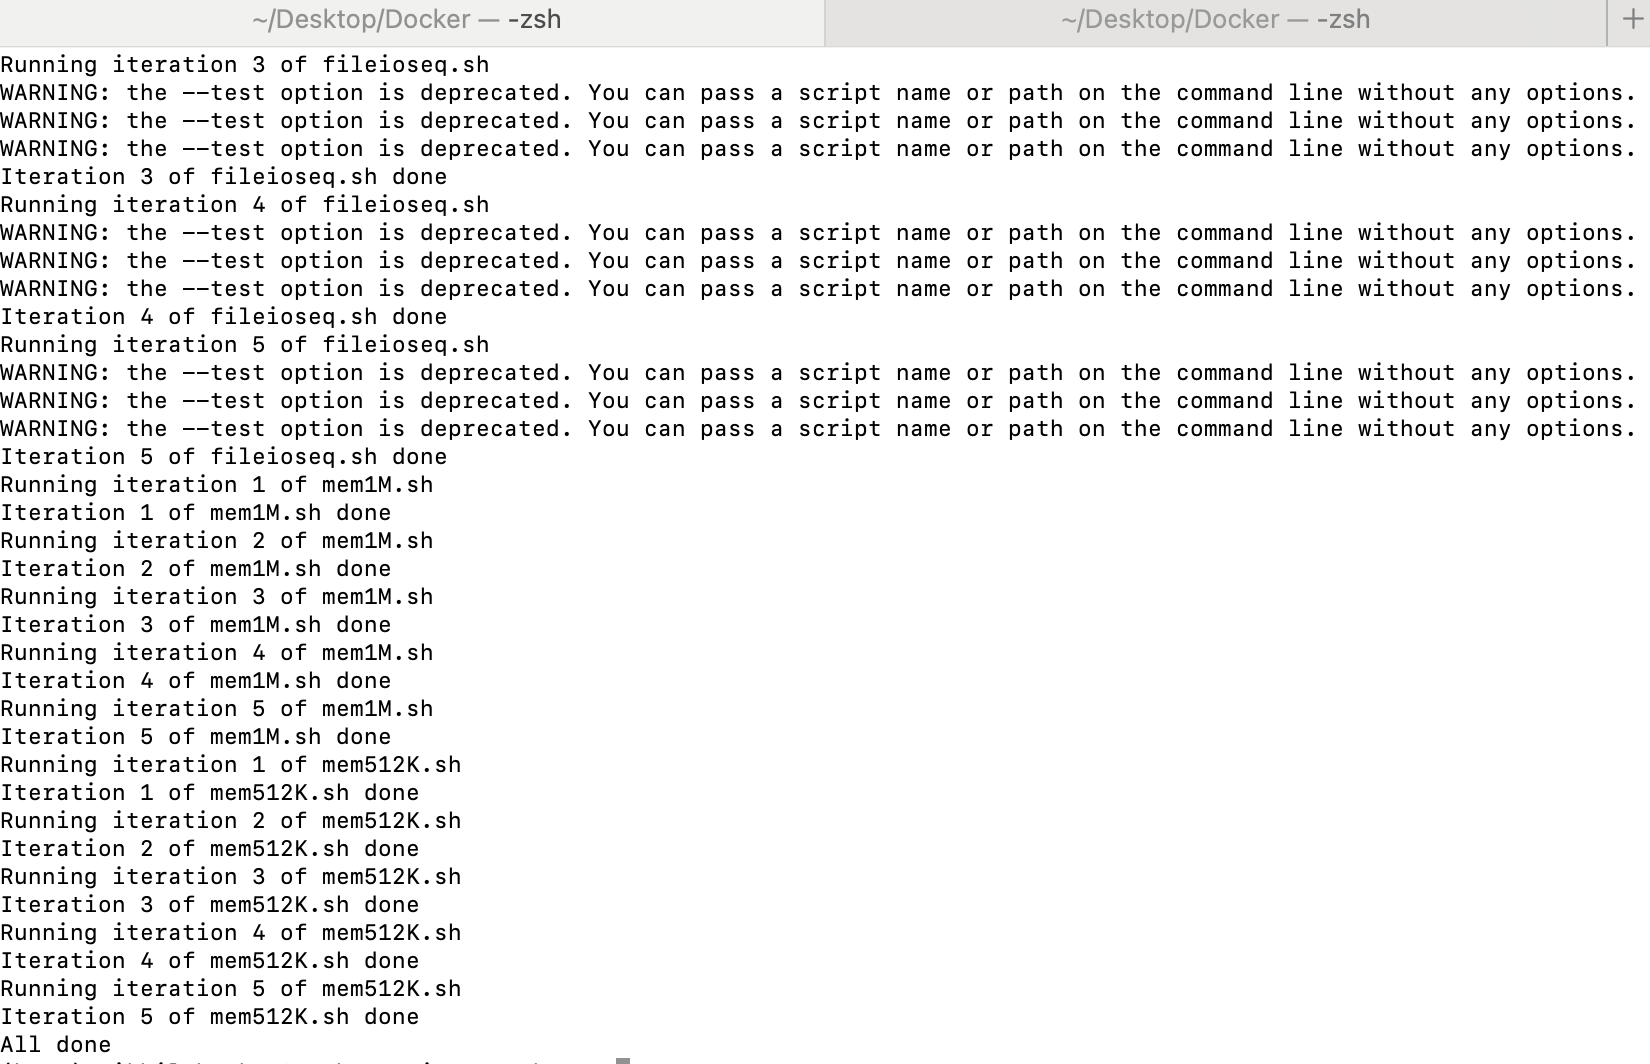 ~/Desktop/Docker — -zsh
~/Desktop/Docker — -zsh
+
Running iteration 3 of fileioseq.sh
WARNING: the --test option is deprecated. You can pass a script name or path on the command line without any options.
WARNING: the --test option is deprecated. You can pass a script name or path on the command line without any options.
WARNING: the --test option is deprecated. You can pass a script name or path on the command line without any options.
Iteration 3 of fileioseq.sh done
Running iteration 4 of fileioseq.sh
WARNING: the --test option is deprecated. You can pass a script name or path on the command line without any options.
WARNING: the --test option is deprecated. You can pass a script name or path on the command line without any options.
WARNING: the --test option is deprecated. You can pass a script name or path on the command line without any options.
Iteration 4 of fileioseq.sh done
Running iteration 5 of fileioseq.sh
WARNING: the --test option is deprecated. You can pass a script name or path on the command line without any options.
WARNING: the --test option is deprecated. You can pass a script name or path on the command line without any options.
WARNING: the --test option is deprecated. You can pass a script name or path on the command line without any options.
Iteration 5 of fileioseq.sh done
Running iteration 1 of mem1M.sh
Iteration 1 of mem1M.sh done
Running iteration 2 of mem1M.sh
Iteration 2 of mem1M.sh done
Running iteration 3 of mem1M.sh
Iteration 3 of mem1M.sh done
Running iteration 4 of mem1M.sh
Iteration 4 of mem1M.sh done
Running iteration 5 of mem1M.sh
Iteration 5 of mem1M.sh done
Running iteration 1 of mem512K.sh
Iteration 1 of mem512K.sh done
Running iteration 2 of mem512K.sh
Iteration 2 of mem512K.sh done
Running iteration 3 of mem512K.sh
Iteration 3 of mem512K.sh done
Running iteration 4 of mem512K.sh
Iteration 4 of mem512K.sh done
Running iteration 5 of mem512K.sh
Iteration 5 of mem512K.sh done
All done